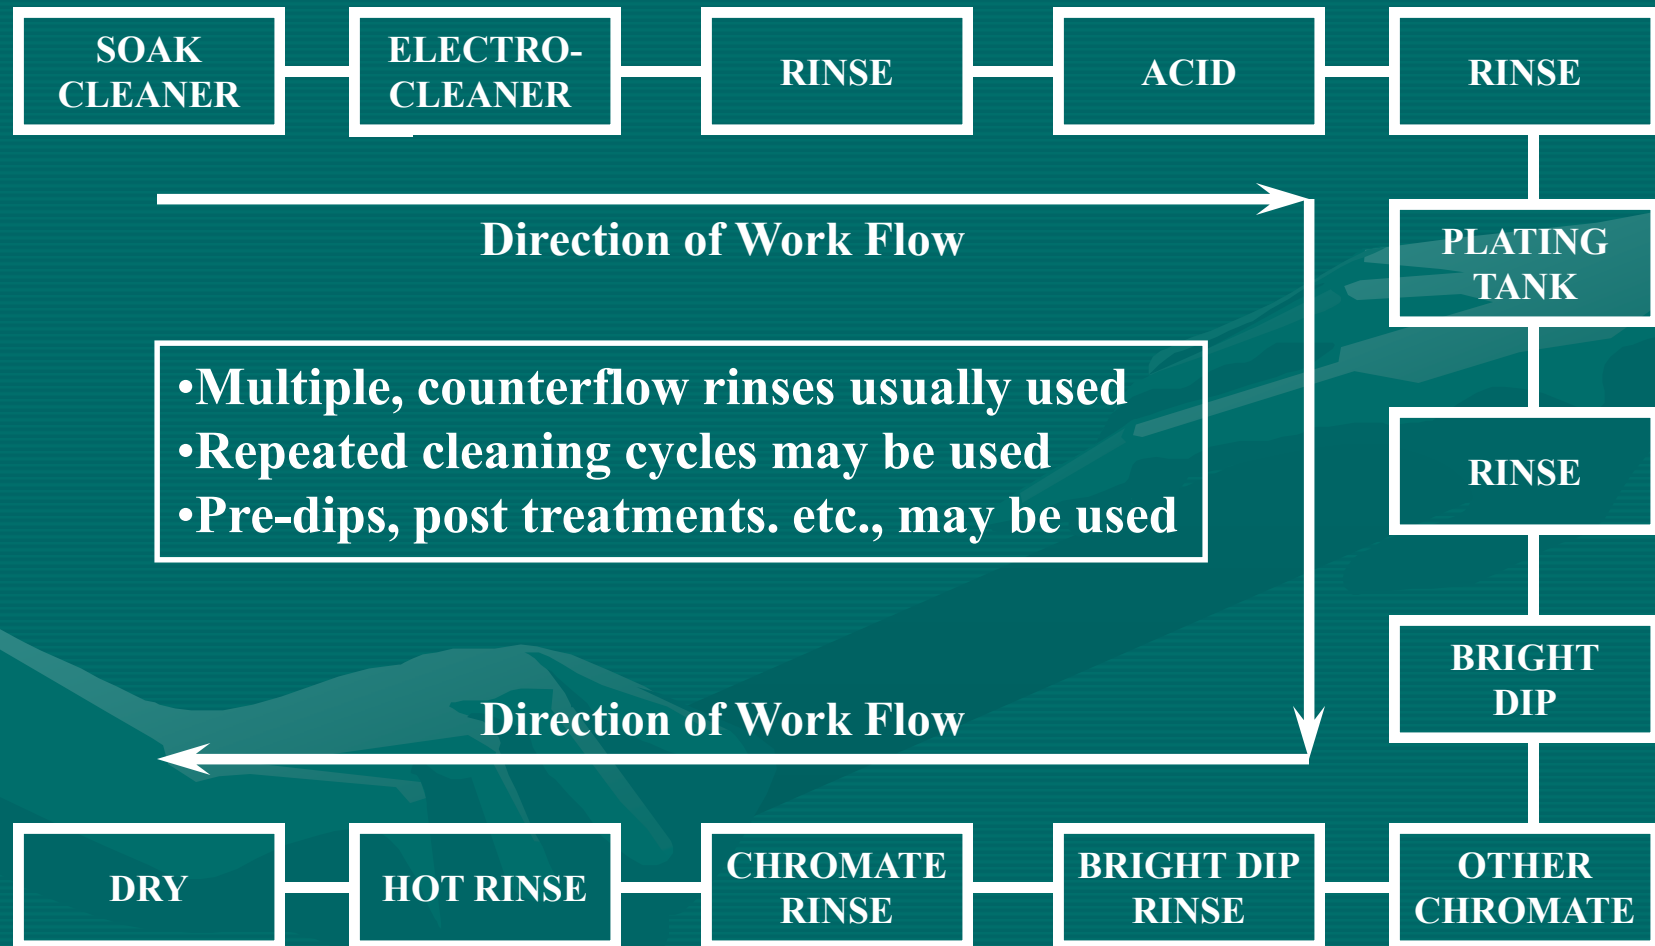 SOAK
CLEANER
ELECTRO-
CLEANER
RINSE
ACID
RINSE
Direction of Work Flow
PLATING
TANK
•Multiple, counterflow rinses usually used
•Repeated cleaning cycles may be used
•Pre-dips, post treatments. etc., may be used
RINSE
BRIGHT
DIP
Direction of Work Flow
DRY
HOT RINSE
CHROMATE
RINSE
BRIGHT DIP
RINSE
OTHER
CHROMATE